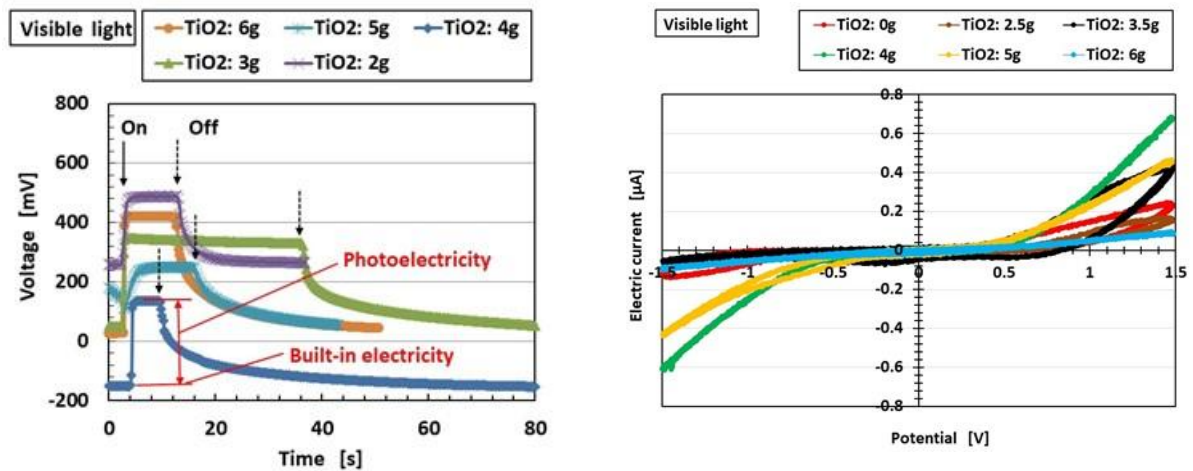 Visible light
TiO2: 6g TiO2: 5g TiO2: 4g
TiO2: 3g TiO2: 2g
800
600
400
200
0
-200
Voltage [mV]
On Off
Photoelectricity
Built-in electricity
0 20 40 60 80
Time [s]
Visible light
TiO2: 0g TiO2: 2.5g TiO2: 3.5g
TiO2: 4g TiO2: 5g TiO2: 6g
0.8
0.6
0.4
0.2
0
-0.2
-0.4
-0.6
-0.8
Electric current [µA]
-1.5 -1 -0.5 0 0.5 1 1.5
Potential [V]